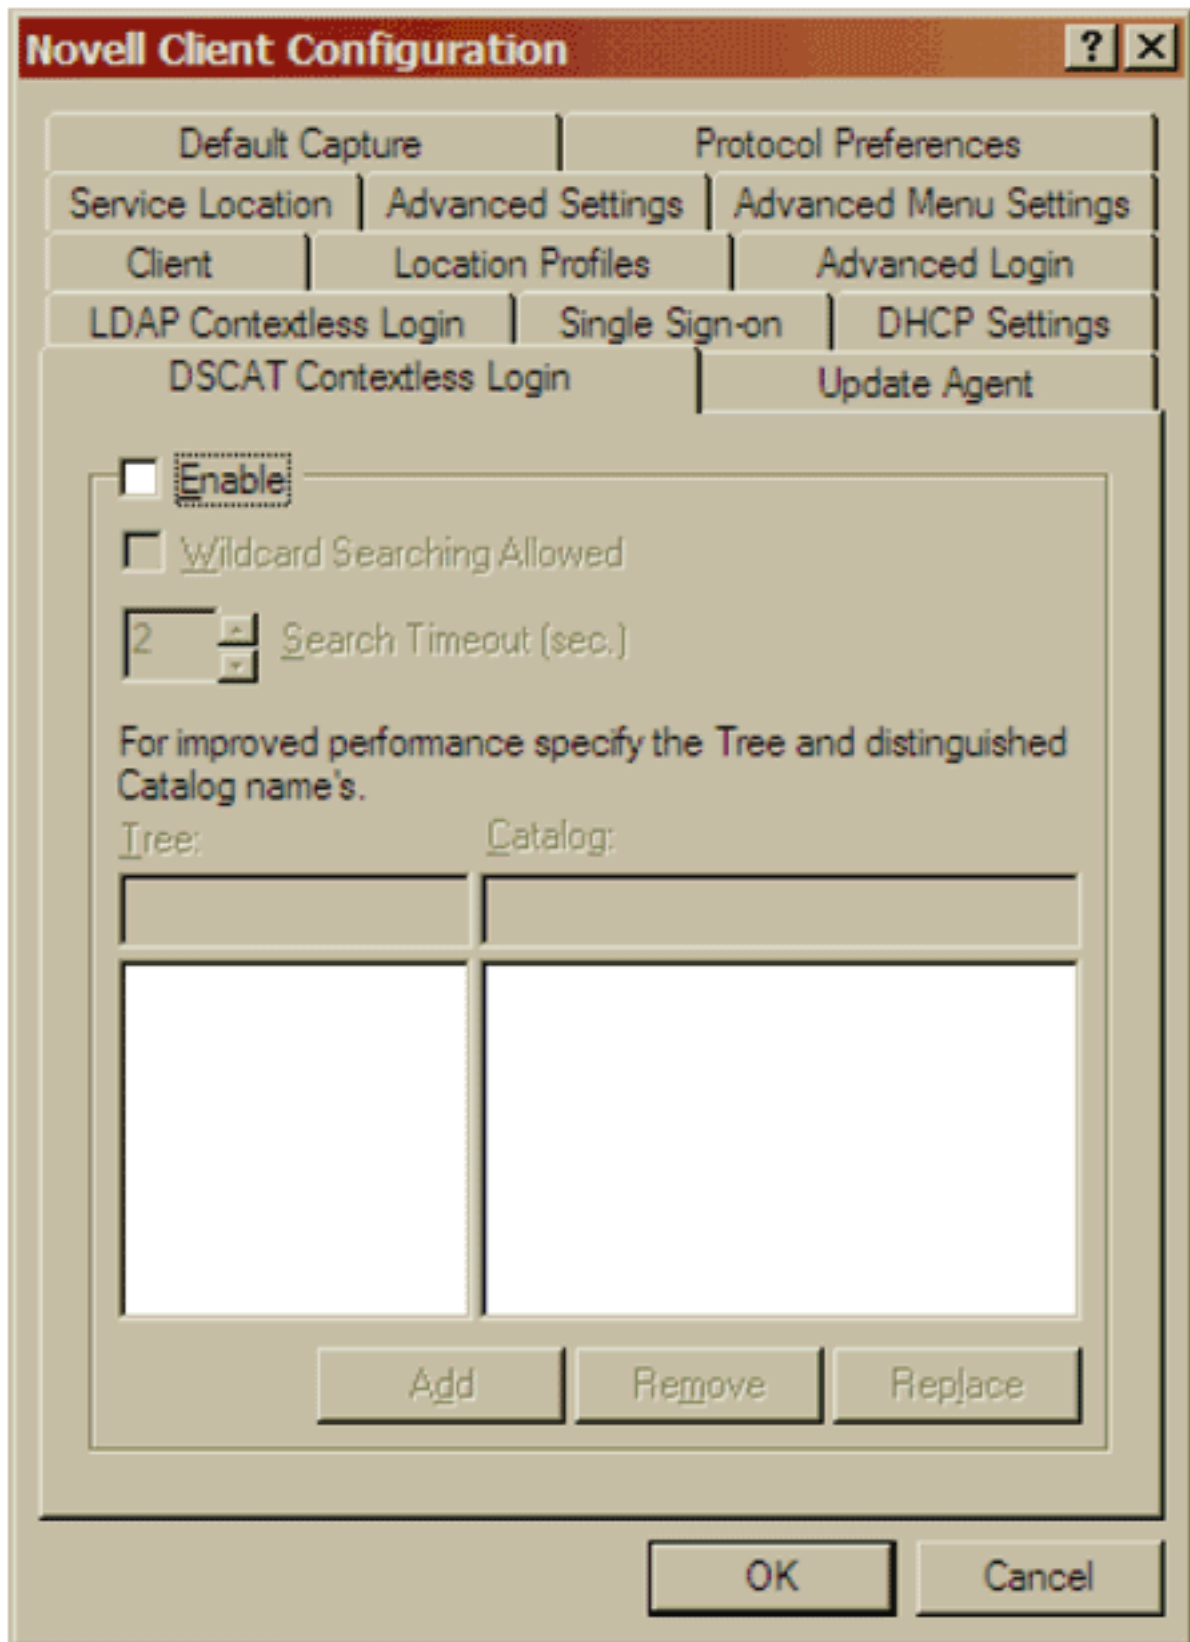 Novell Client Configuration
Default Capture Protocol Preferences
Service Location Advanced Settings Advanced Menu Settings
Client Location Profiles Advanced Login
LDAP Contextless Login Single Sign-on DHCP Settings
DSCAT Contextless Login Update Agent
Enable
Wildcard Searching Allowed
2 Search Timeout (sec.)
For improved performance specify the Tree and distinguished
Catalog name's.
Tree: Catalog:
Add Remove Replace
OK Cancel